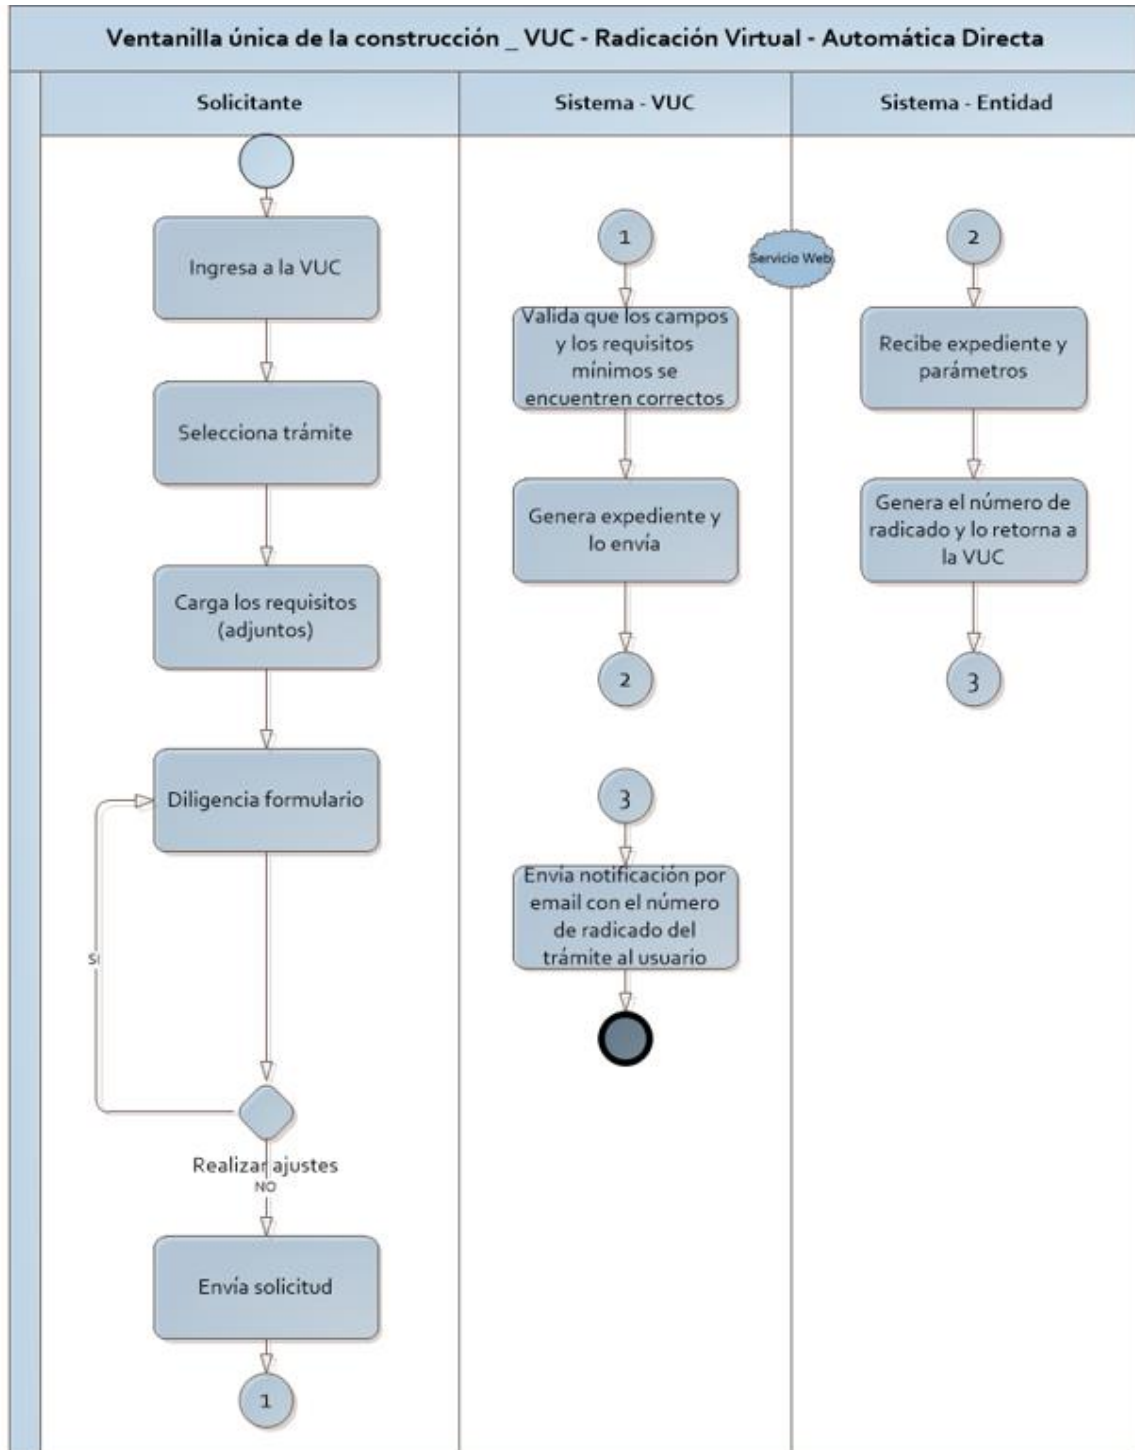 Ventanilla única de la construcción _ VUC - Radicación Virtual - Automática Directa
Solicitante
Sistema - VUC
Sistema - Entidad
Ingresa a la VUC
Selecciona trámite
Carga los requisitos
(adjuntos)
Diligencia formulario
SI
Realizar ajustes
NO
Envía solicitud
1
1
Valida que los campos
y los requisitos
mínimos se
encuentren correctos
Genera expediente y
lo envía
2
3
Envía notificación por
email con el número
de radicado del
trámite al usuario
Servicio Web
2
Recibe expediente y
parámetros
Genera el número de
radicado y lo retorna a
la VUC
3